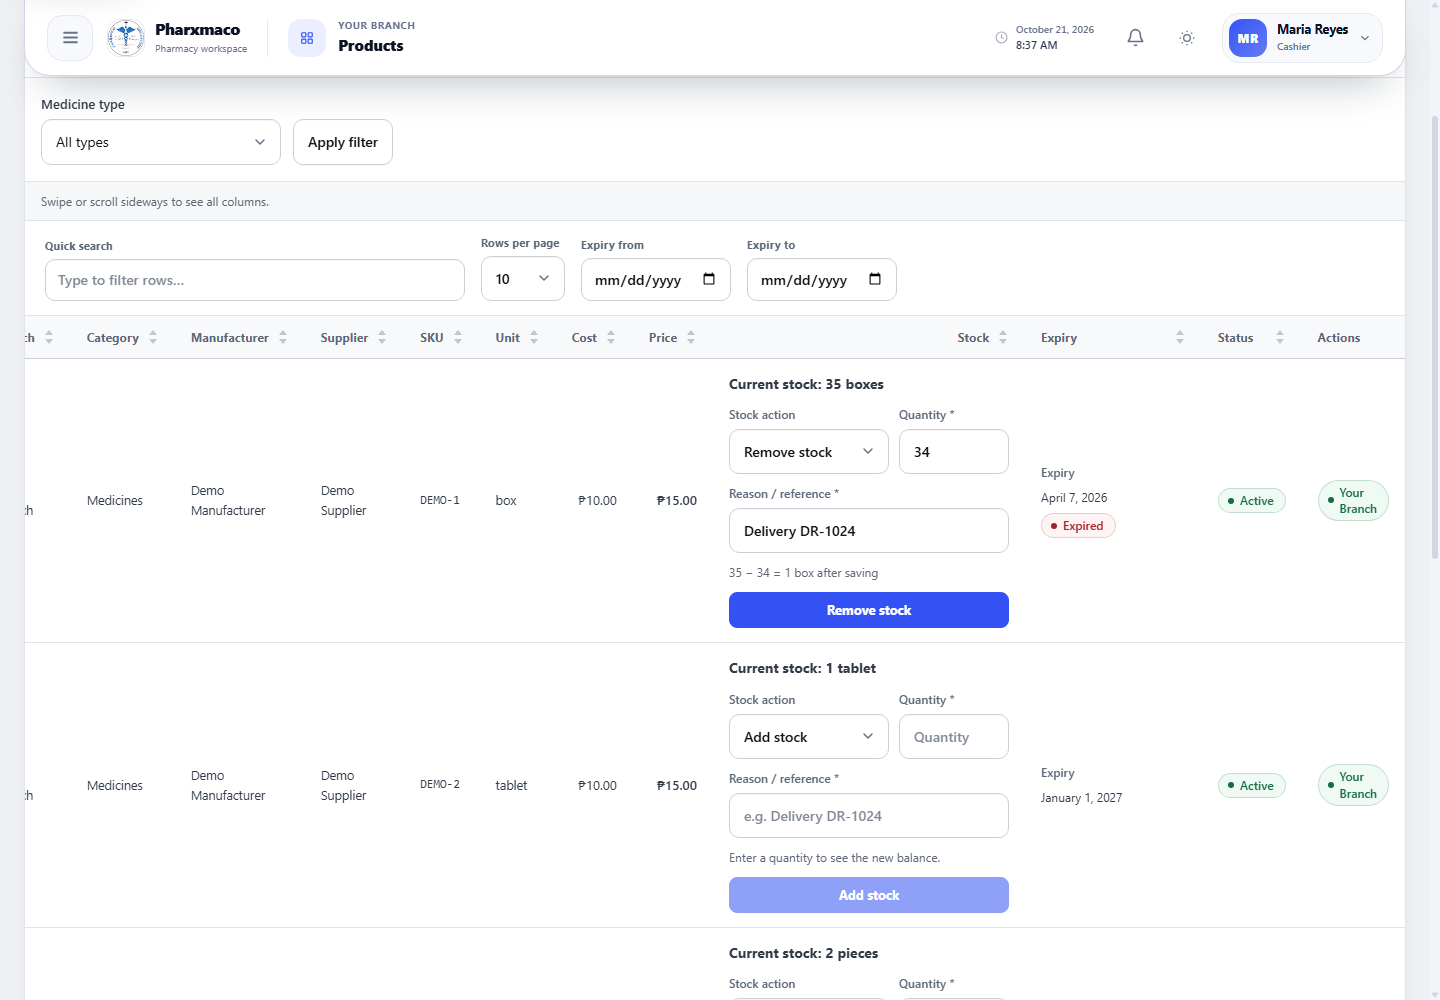 Pharxmaco
Pharmacy workspace
YOUR BRANCH
Products
October 21, 2026
8:37 AM
MR
Maria Reyes
Cashier
Medicine type
All types
Apply filter
Swipe or scroll sideways to see all columns.
Quick search
Rows per page
Expiry from
Expiry to
Type to filter rows...
10
mm/dd/yyyy
mm/dd/yyyy
ch Category Manufacturer Supplier SKU Unit Cost Price Stock Expiry Status Actions
Current stock: 35 boxes
Stock action
Quantity *
Remove stock
34
Reason / reference *
Delivery DR-1024
35 − 34 = 1 box after saving
Remove stock
ch
Medicines
Demo
Manufacturer
Demo
Supplier
DEMO-1
box
₱10.00
₱15.00
Expiry
April 7, 2026
Expired
Active
Your
Branch
Current stock: 1 tablet
Stock action
Quantity *
Add stock
Quantity
Reason / reference *
e.g. Delivery DR-1024
Enter a quantity to see the new balance.
Add stock
ch
Medicines
Demo
Manufacturer
Demo
Supplier
DEMO-2
tablet
₱10.00
₱15.00
Expiry
January 1, 2027
Active
Your
Branch
Current stock: 2 pieces
Stock action
Quantity *